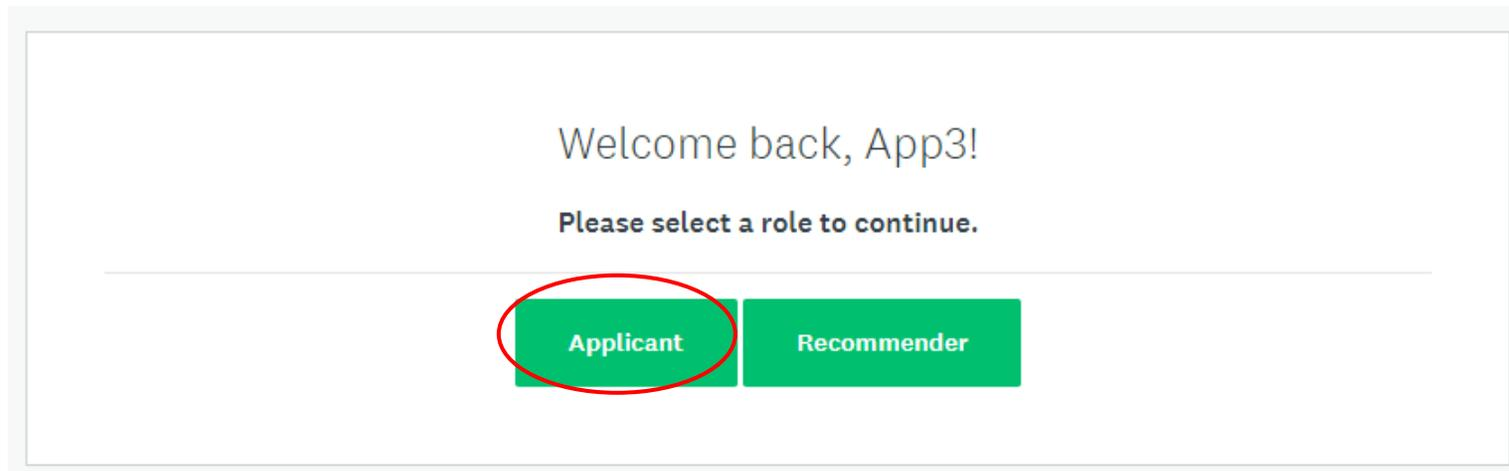 Welcome back, App3!
Please select a role to continue.
Applicant Recommender